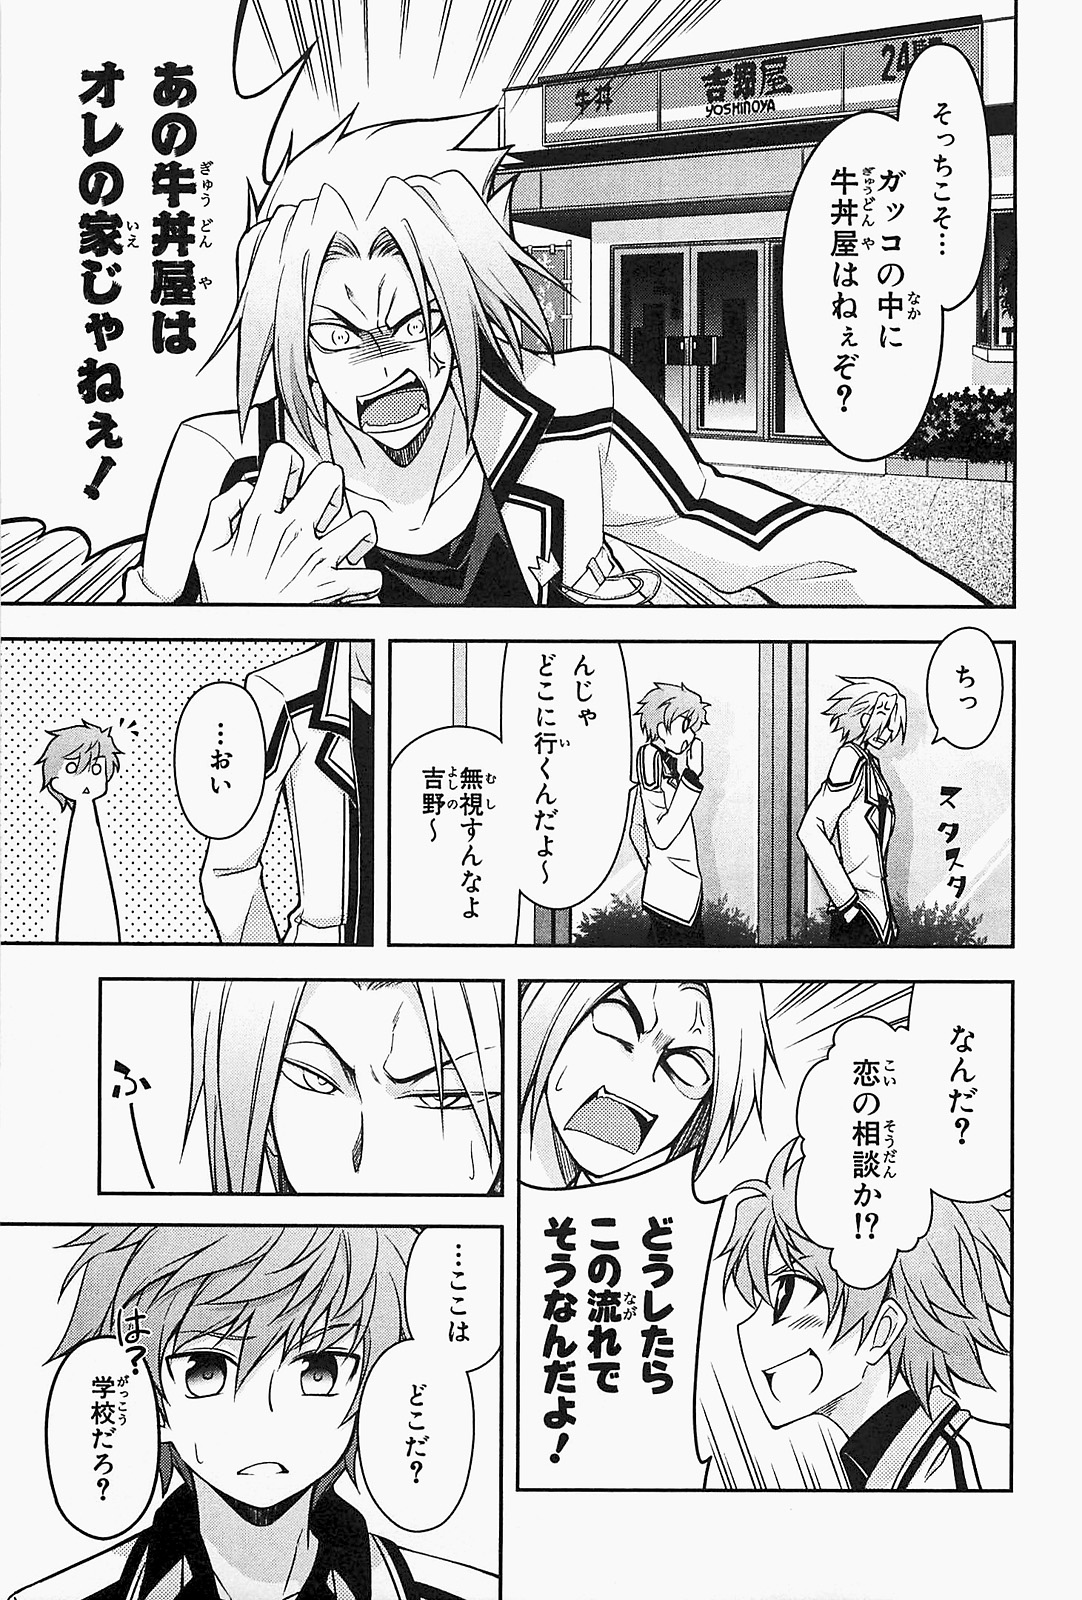 そっちこそ…
ガッコの中に
牛丼屋はねぇぞ?
牛丼
吉野屋
YOSHINOYA
24
あの牛丼屋は
オレの家じゃねぇ!
ちっ
スタスタ
んじゃ
どこに行くんだよ〜
無視すんなよ
吉野〜
…おい
なんだ?
恋の相談か!?
どうしたら
この流れで
そうなんだよ!
ふー
…ここは
どこだ?
は?
学校だろ?